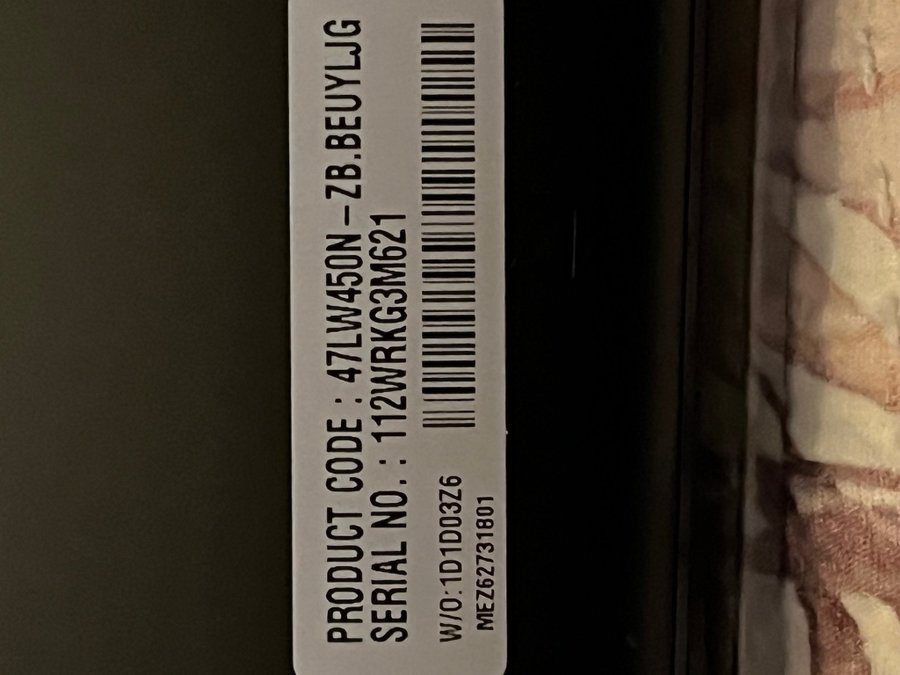 PRODUCT CODE : 47LW450N-ZB.BEUYLJG
SERIAL NO. : 112WRKG3M621
W/O:1D1D03Z6
MEZ62731801